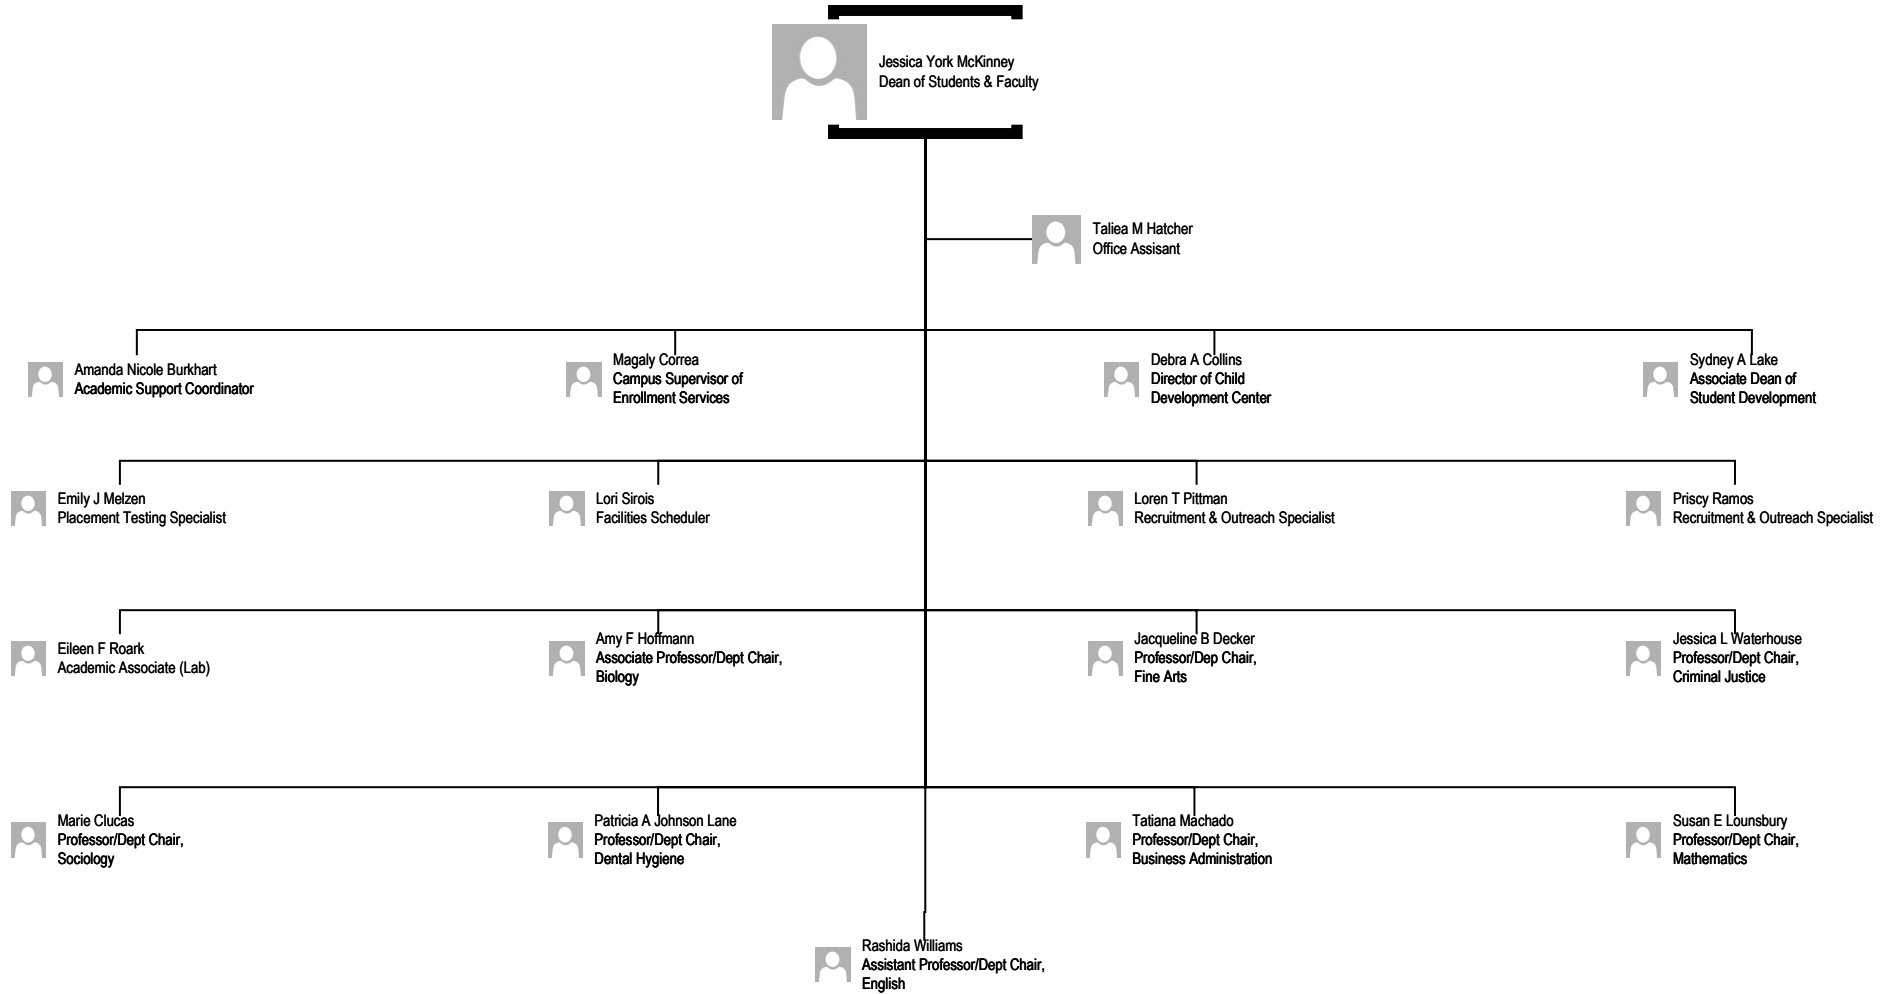 Jessica York McKinney
Dean of Students & Faculty
Taliea M Hatcher
Office Assisant
Amanda Nicole Burkhart
Academic Support Coordinator
Magaly Correa
Campus Supervisor of
Enrollment Services
Debra A Collins
Director of Child
Development Center
Sydney A Lake
Associate Dean of
Student Development
Emily J Melzen
Placement Testing Specialist
Lori Sirois
Facilities Scheduler
Loren T Pittman
Recruitment & Outreach Specialist
Priscy Ramos
Recruitment & Outreach Specialist
Eileen F Roark
Academic Associate (Lab)
Amy F Hoffmann
Associate Professor/Dept Chair,
Biology
Jacqueline B Decker
Professor/Dep Chair,
Fine Arts
Jessica L Waterhouse
Professor/Dept Chair,
Criminal Justice
Marie Clucas
Professor/Dept Chair,
Sociology
Patricia A Johnson Lane
Professor/Dept Chair,
Dental Hygiene
Tatiana Machado
Professor/Dept Chair,
Business Administration
Susan E Lounsbury
Professor/Dept Chair,
Mathematics
Rashida Williams
Assistant Professor/Dept Chair,
English